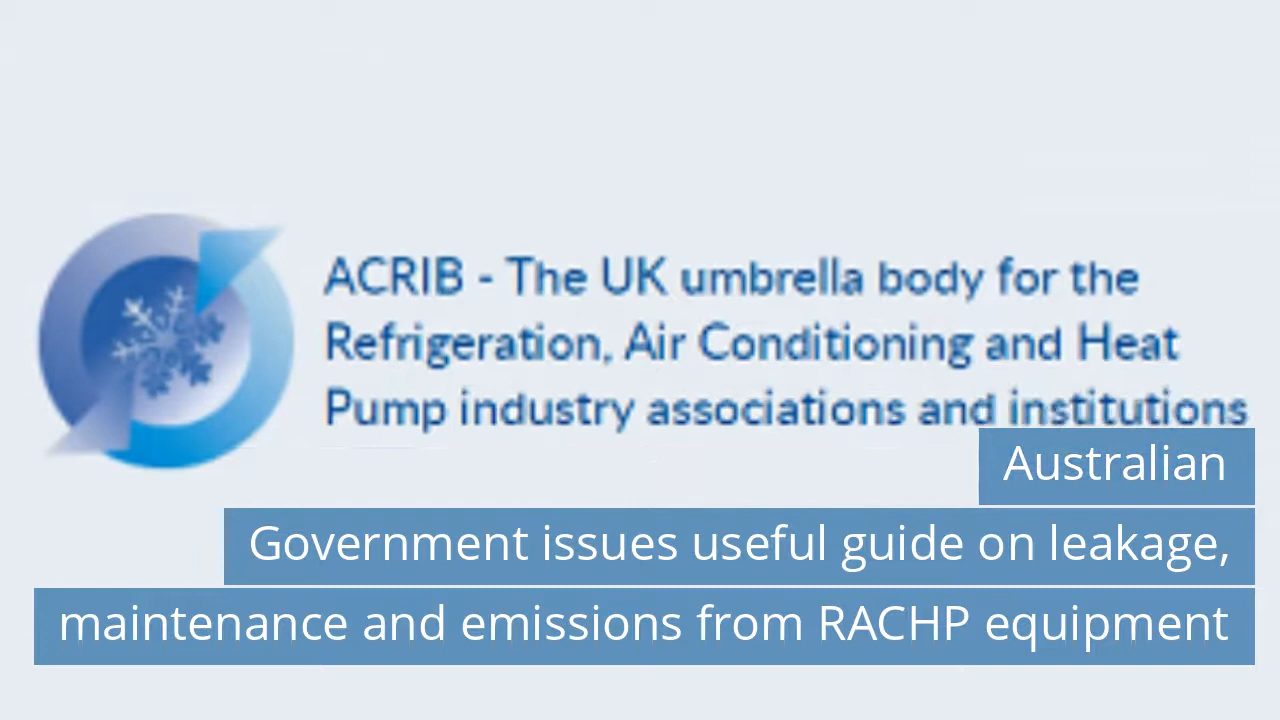 ACRIB - The UK umbrella body for the
Refrigeration, Air Conditioning and Heat
Pump industry associations and institutions
Australian
Government issues useful guide on leakage,
maintenance and emissions from RACHP equipment